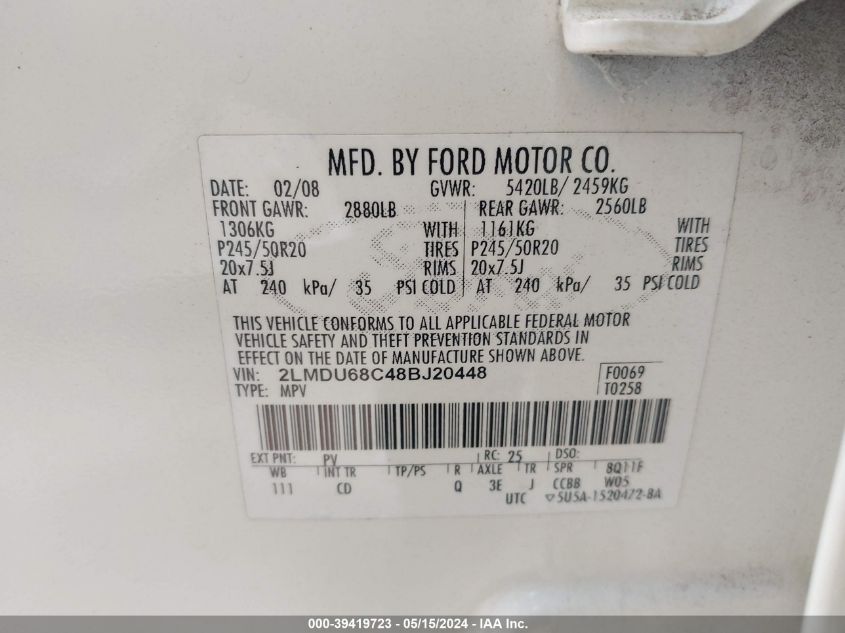 MFD. BY FORD MOTOR CO.
DATE: 02/08 GVWR: 5420LB/ 2459KG
FRONT GAWR: 2880LB REAR GAWR: 2560LB
1306KG WITH 1161KG WITH
P245/50R20 TIRES P245/50R20 TIRES
20x7.5J RIMS 20x7.5J RIMS
AT 240 kPa/ 35 PSI COLD AT 240 kPa/ 35 PSI COLD
THIS VEHICLE CONFORMS TO ALL APPLICABLE FEDERAL MOTOR
VEHICLE SAFETY AND THEFT PREVENTION STANDARDS IN
EFFECT ON THE DATE OF MANUFACTURE SHOWN ABOVE.
VIN: 2LMDU68C48BJ20448 F0069
TYPE: MPV T0258
EXT PNT: PV RC: 25 DSO:
WB INT TR TP/PS R AXLE TR SPR 8Q11F
111 CD Q 3E J CCBB W05
UTC ▽5U5A-1520472-BA
000-39419723 - 05/15/2024 - IAA Inc.